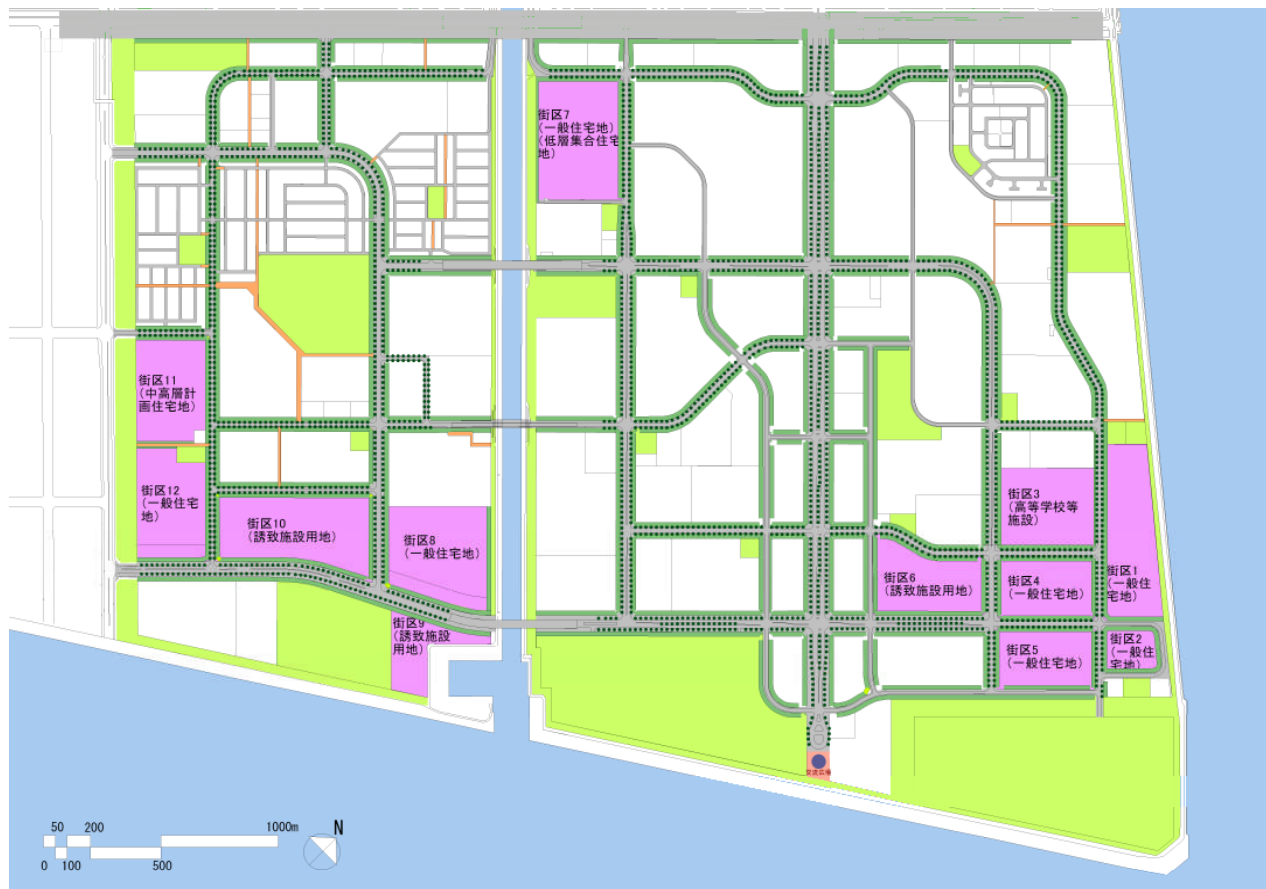 街区7
(一般住宅地)
(低層集合住宅
地)
街区11
(中高層計
画住宅地)
街区12
(一般住宅
地)
街区10
(誘致施設用地)
街区8
(一般住宅地)
街区9
(誘致施設
用地)
街区3
(高等学校等
施設)
街区6
(誘致施設用地)
街区4
(一般住宅地)
街区1
(一般住
宅地)
街区5
(一般住宅地)
街区2
(一般住
宅地)
交流広場
50 200 1000m
0 100 500
N